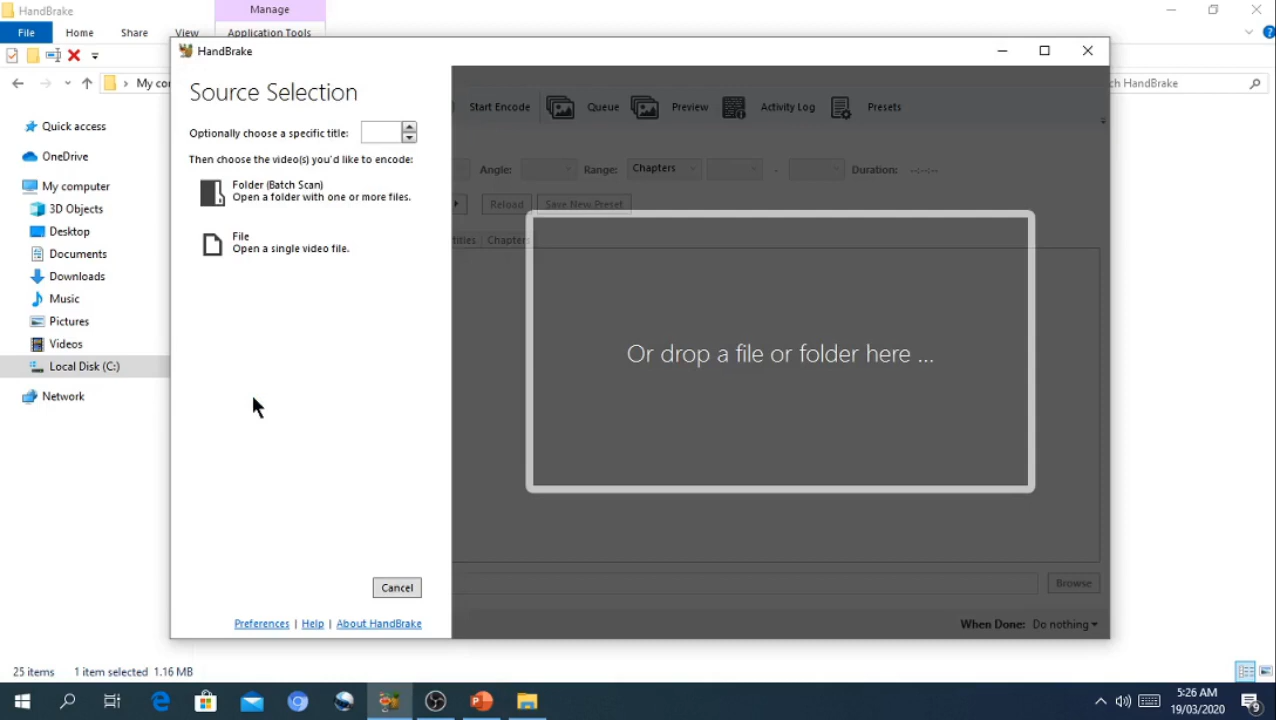 HandBrake
Manage
File
Home
Share
View
Application Tools
HandBrake
My co
ch HandBrake
Source Selection
Optionally choose a specific title:
Then choose the video(s) you'd like to encode:
Folder (Batch Scan)
Open a folder with one or more files.
File
Open a single video file.
Cancel
Preferences | Help | About HandBrake
Start Encode
Queue
Preview
Activity Log
Presets
Angle:
Range:
Chapters
-
Duration:
--:--:--
Reload
Save New Preset
tities
Chapters
Or drop a file or folder here ...
Browse
When Done: Do nothing
Quick access
OneDrive
My computer
3D Objects
Desktop
Documents
Downloads
Music
Pictures
Videos
Local Disk (C:)
Network
25 items
1 item selected 1.16 MB
5:26 AM
19/03/2020
9